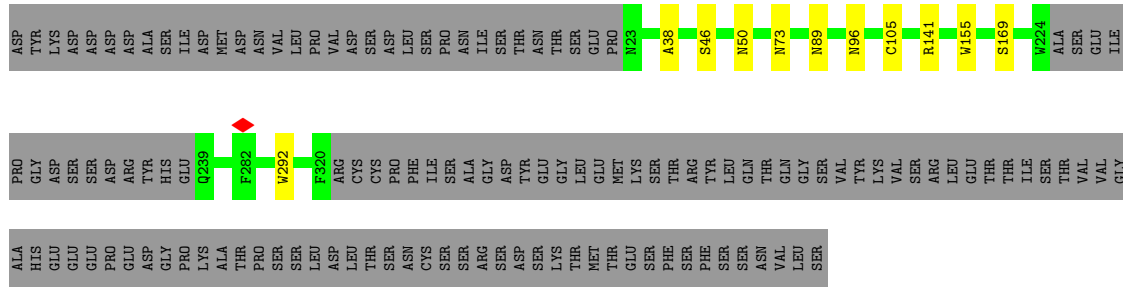 ASP TYR LYS ASP ASP ASP ASP ALA SER ILE ASP MET ASP ASN VAL LEU PRO VAL ASP SER ASP LEU SER PRO ASN ILE SER THR ASN THR SER GLU PRO N23 A38 S46 N50 N73 N89 N96 C105 R141 W155 S169 W224 ALA SER GLU ILE
PRO GLY ASP SER SER ASP ARG TYR HIS GLU Q239 F282 W292 F320 ARG CYS CYS PRO PHE ILE SER SER ALA GLY ASP TYR GLU GLY LEU GLU MET LYS SER THR ARG TYR LEU GLN THR GLN GLY SER VAL TYR LYS VAL SER ARG LEU GLU THR THR ILE SER THR VAL VAL GLY
ALA HIS GLU GLU GLU PRO GLU ASP GLY PRO LYS ALA THR PRO SER SER LEU ASP LEU THR SER ASN CYS SER SER ARG SER ASP SER LYS THR MET THR GLU SER PHE SER PHE SER SER ASN VAL LEU SER